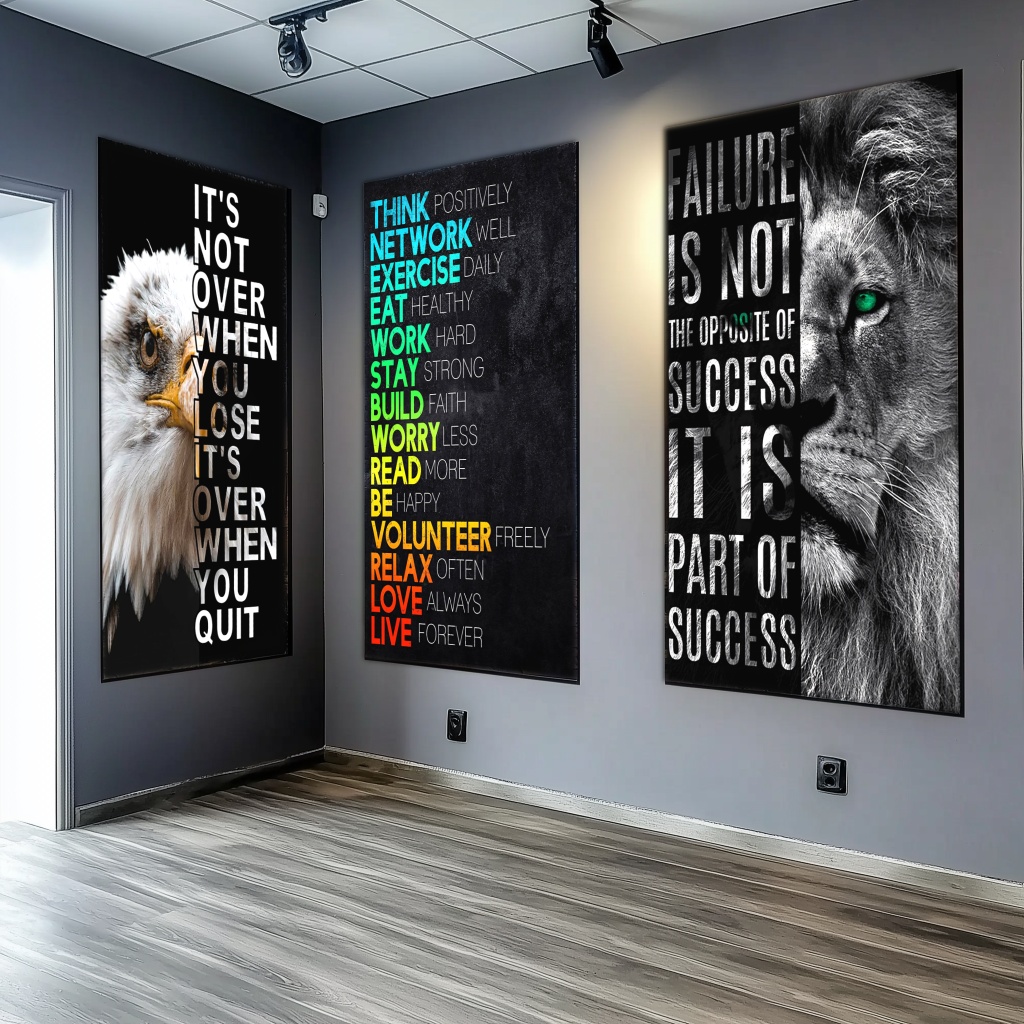 IT'S
NOT
OVER
WHEN
YOU
LOSE
IT'S
OVER
WHEN
YOU
QUIT
THINK POSITIVELY
NETWORK WELL
EXERCISE DAILY
EAT HEALTHY
WORK HARD
STAY STRONG
BUILD FAITH
WORRY LESS
READ MORE
BE HAPPY
VOLUNTEER FREELY
RELAX OFTEN
LOVE ALWAYS
LIVE FOREVER
FAILURE
IS NOT
THE OPPOSITE OF
SUCCESS
IT IS
PART OF
SUCCESS